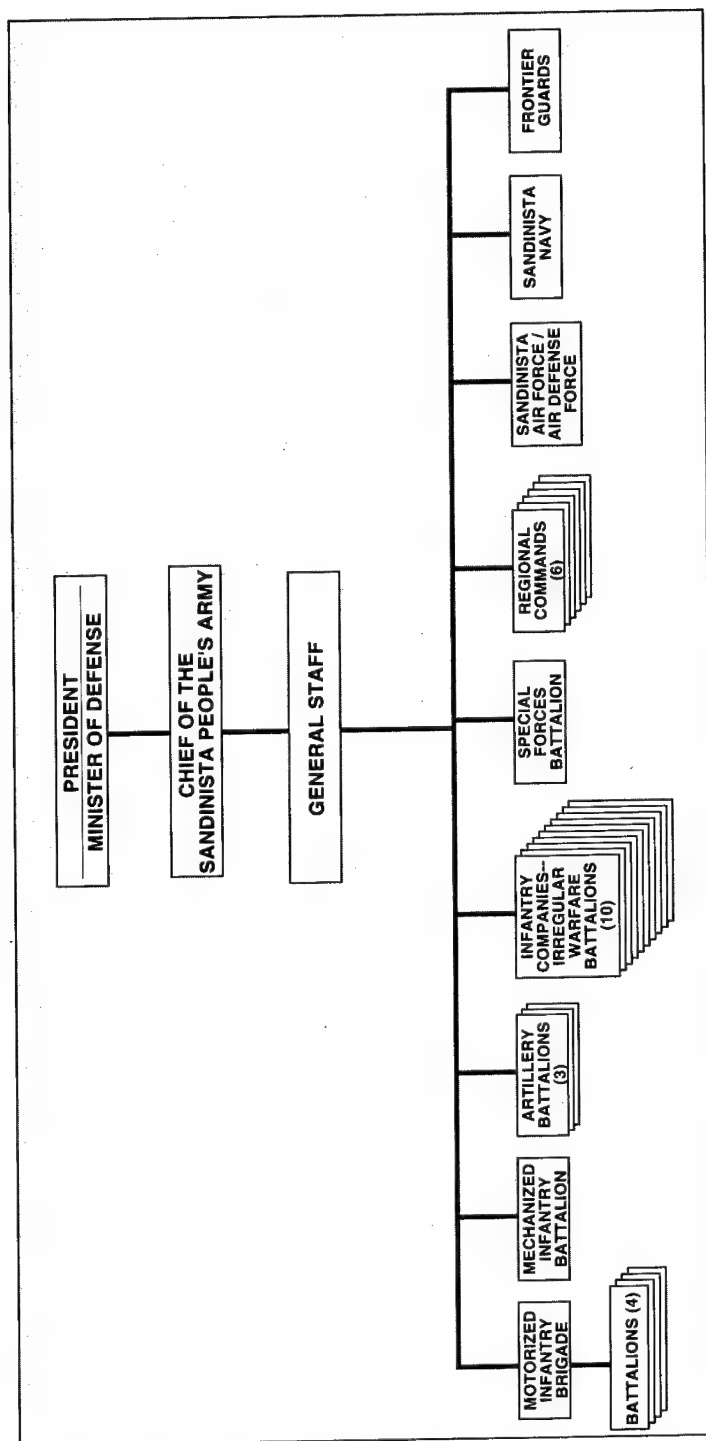 PRESIDENT
MINISTER OF DEFENSE
CHIEF OF THE
SANDINISTA PEOPLE'S ARMY
GENERAL STAFF
MOTORIZED
INFANTRY
BRIGADE
BATTALIONS (4)
MECHANIZED
INFANTRY
BATTALION
ARTILLERY
BATTALIONS
(3)
INFANTRY
COMPANIES--
IRREGULAR
WARFARE
BATTALIONS
(10)
SPECIAL
FORCES
BATTALION
REGIONAL
COMMANDS
(6)
SANDINISTA
AIR FORCE /
AIR DEFENSE
FORCE
SANDINISTA
NAVY
FRONTIER
GUARDS